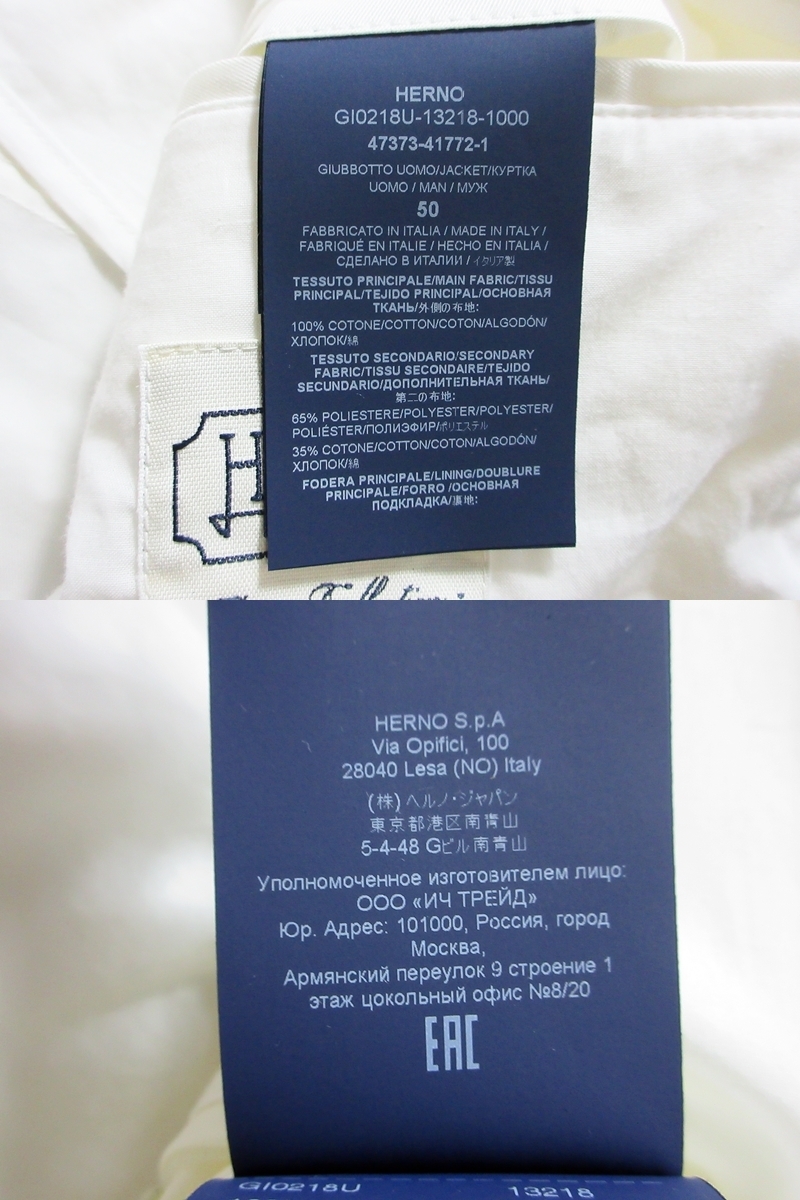 HERNO
GI0218U-13218-1000
47373-41772-1
GIUBBOTTO UOMO/JACKET/КУРТКА
UOMO / MAN / МУЖ
50
FABBRICATO IN ITALIA / MADE IN ITALY /
FABRIQUÉ EN ITALIE / HECHO EN ITALIA /
СДЕЛАНО В ИТАЛИИ / イタリア製
TESSUTO PRINCIPALE/MAIN FABRIC/TISSU
PRINCIPAL/TEJIDO PRINCIPAL/ОСНОВНАЯ
ТКАНЬ/外側の布地:
100% COTONE/COTTON/COTON/ALGODÓN/
ХЛОПОК/綿
TESSUTO SECONDARIO/SECONDARY
FABRIC/TISSU SECONDAIRE/TEJIDO
SECUNDARIO/ДОПОЛНИТЕЛЬНАЯ ТКАНЬ/
第二の布地:
65% POLIESTERE/POLYESTER/POLYESTER/
POLIÉSTER/ПОЛИЭФИР/ポリエステル
35% COTONE/COTTON/COTON/ALGODÓN/
ХЛОПОК/綿
FODERA PRINCIPALE/LINING/DOUBLURE
PRINCIPALE/FORRO /ОСНОВНАЯ
ПОДКЛАДКА/裏地:
H
HERNO S.p.A
Via Opifici, 100
28040 Lesa (NO) Italy
(株) ヘルノ・ジャパン
東京都港区南青山
5-4-48 Gビル南青山
Уполномоченное изготовителем лицо:
ООО «ИЧ ТРЕЙД»
Юр. Адрес: 101000, Россия, город
Москва,
Армянский переулок 9 строение 1
этаж цокольный офис №8/20
EAC
GI0218U 13218